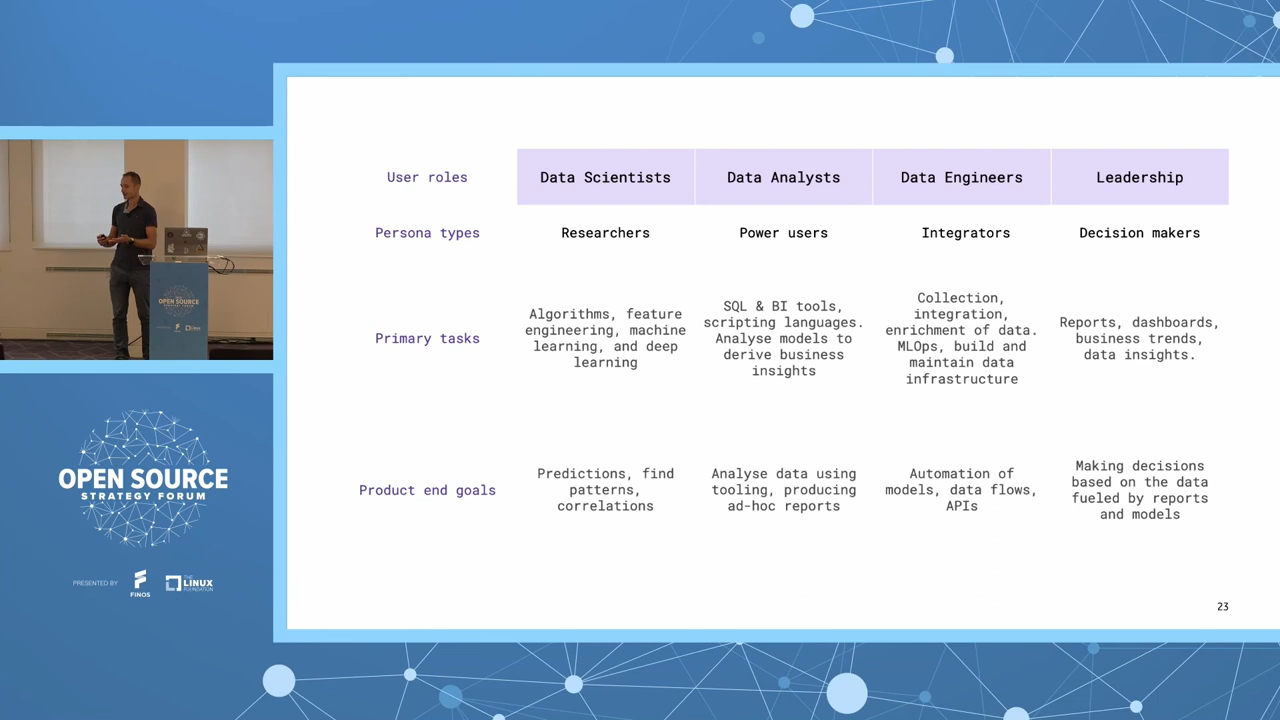 User roles
Data Scientists
Data Analysts
Data Engineers
Leadership
Persona types
Researchers
Power users
Integrators
Decision makers
Primary tasks
Algorithms, feature
engineering, machine
learning, and deep
learning
SQL & BI tools,
scripting languages.
Analyse models to
derive business
insights
Collection,
integration,
enrichment of data.
MLOps, build and
maintain data
infrastructure
Reports, dashboards,
business trends,
data insights.
Product end goals
Predictions, find
patterns,
correlations
Analyse data using
tooling, producing
ad-hoc reports
Automation of
models, data flows,
APIs
Making decisions
based on the data
fueled by reports
and models
23
OPEN SOURCE
STRATEGY FORUM
OPEN SOURCE
STRATEGY FORUM
PRESENTED BY
FINOS
THE
LINUX
FOUNDATION